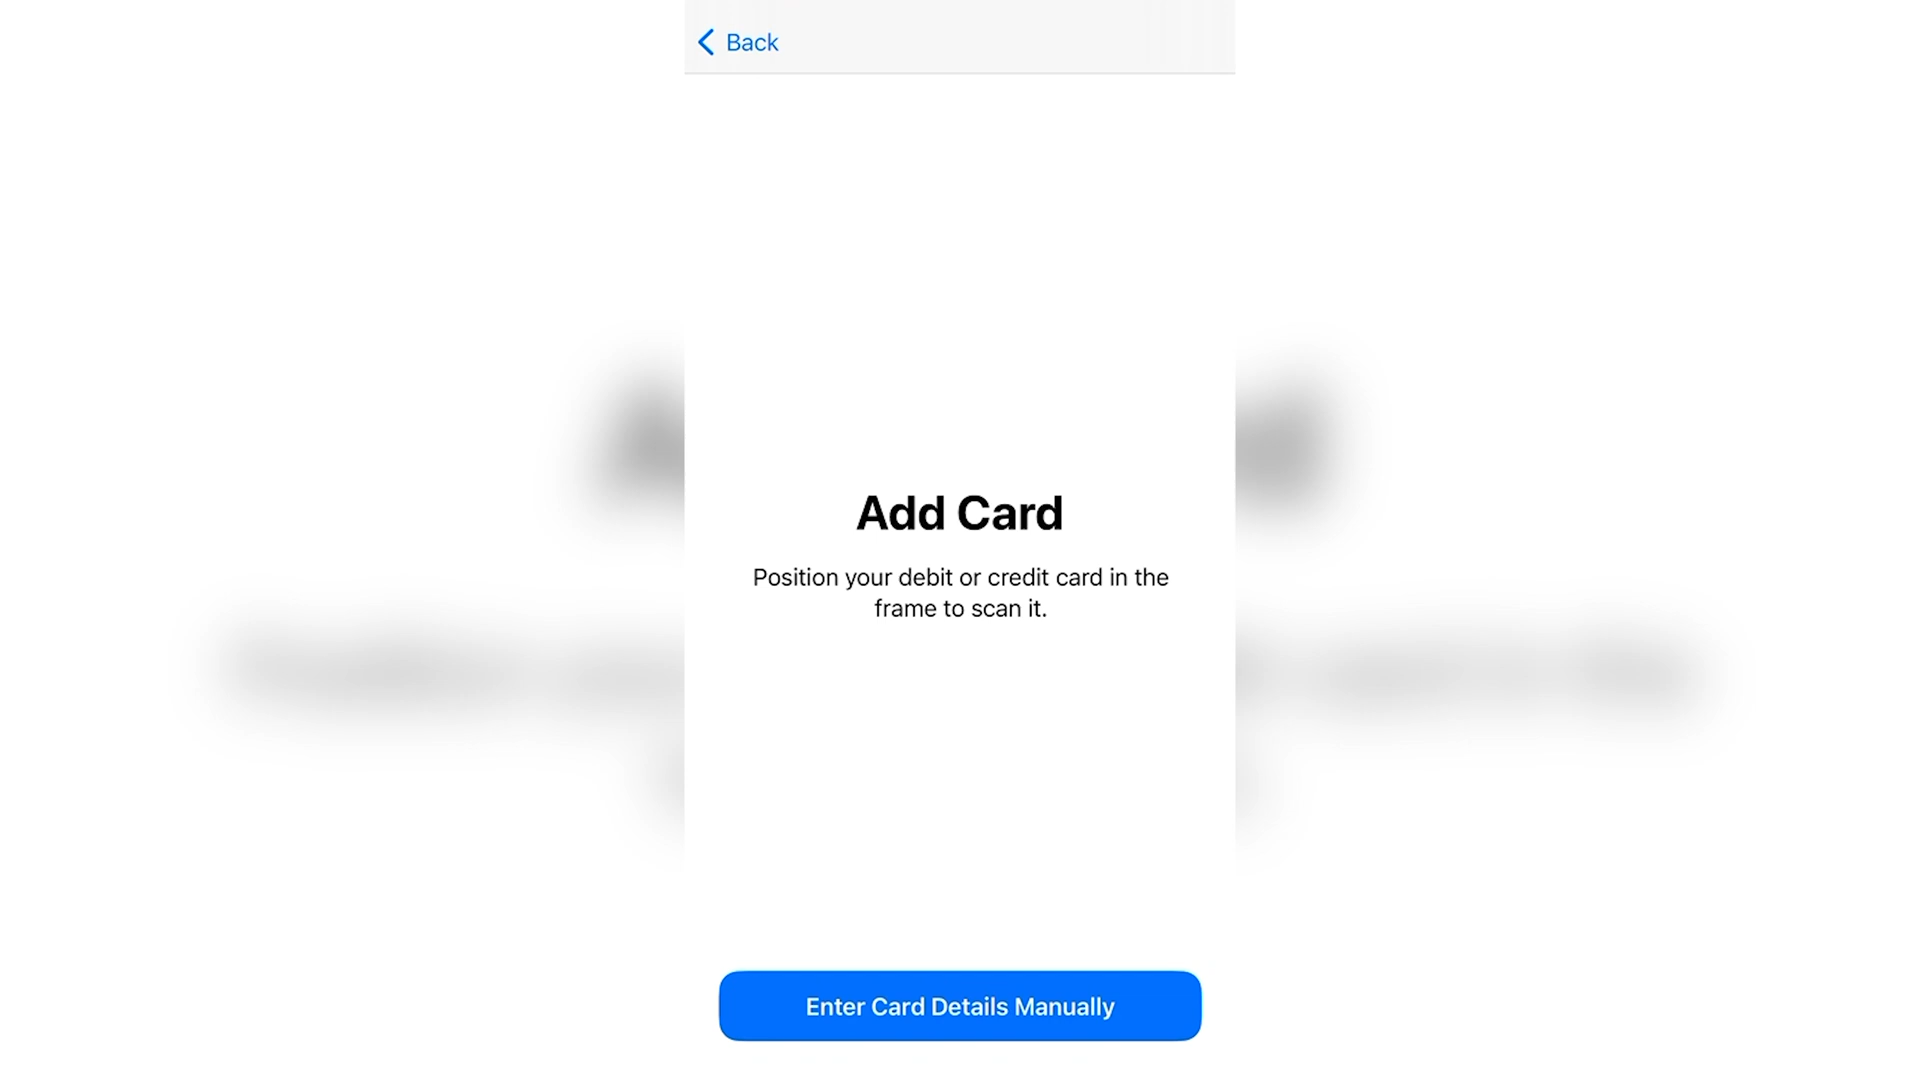 Back
Add Card
Position your debit or credit card in the
frame to scan it.
Enter Card Details Manually